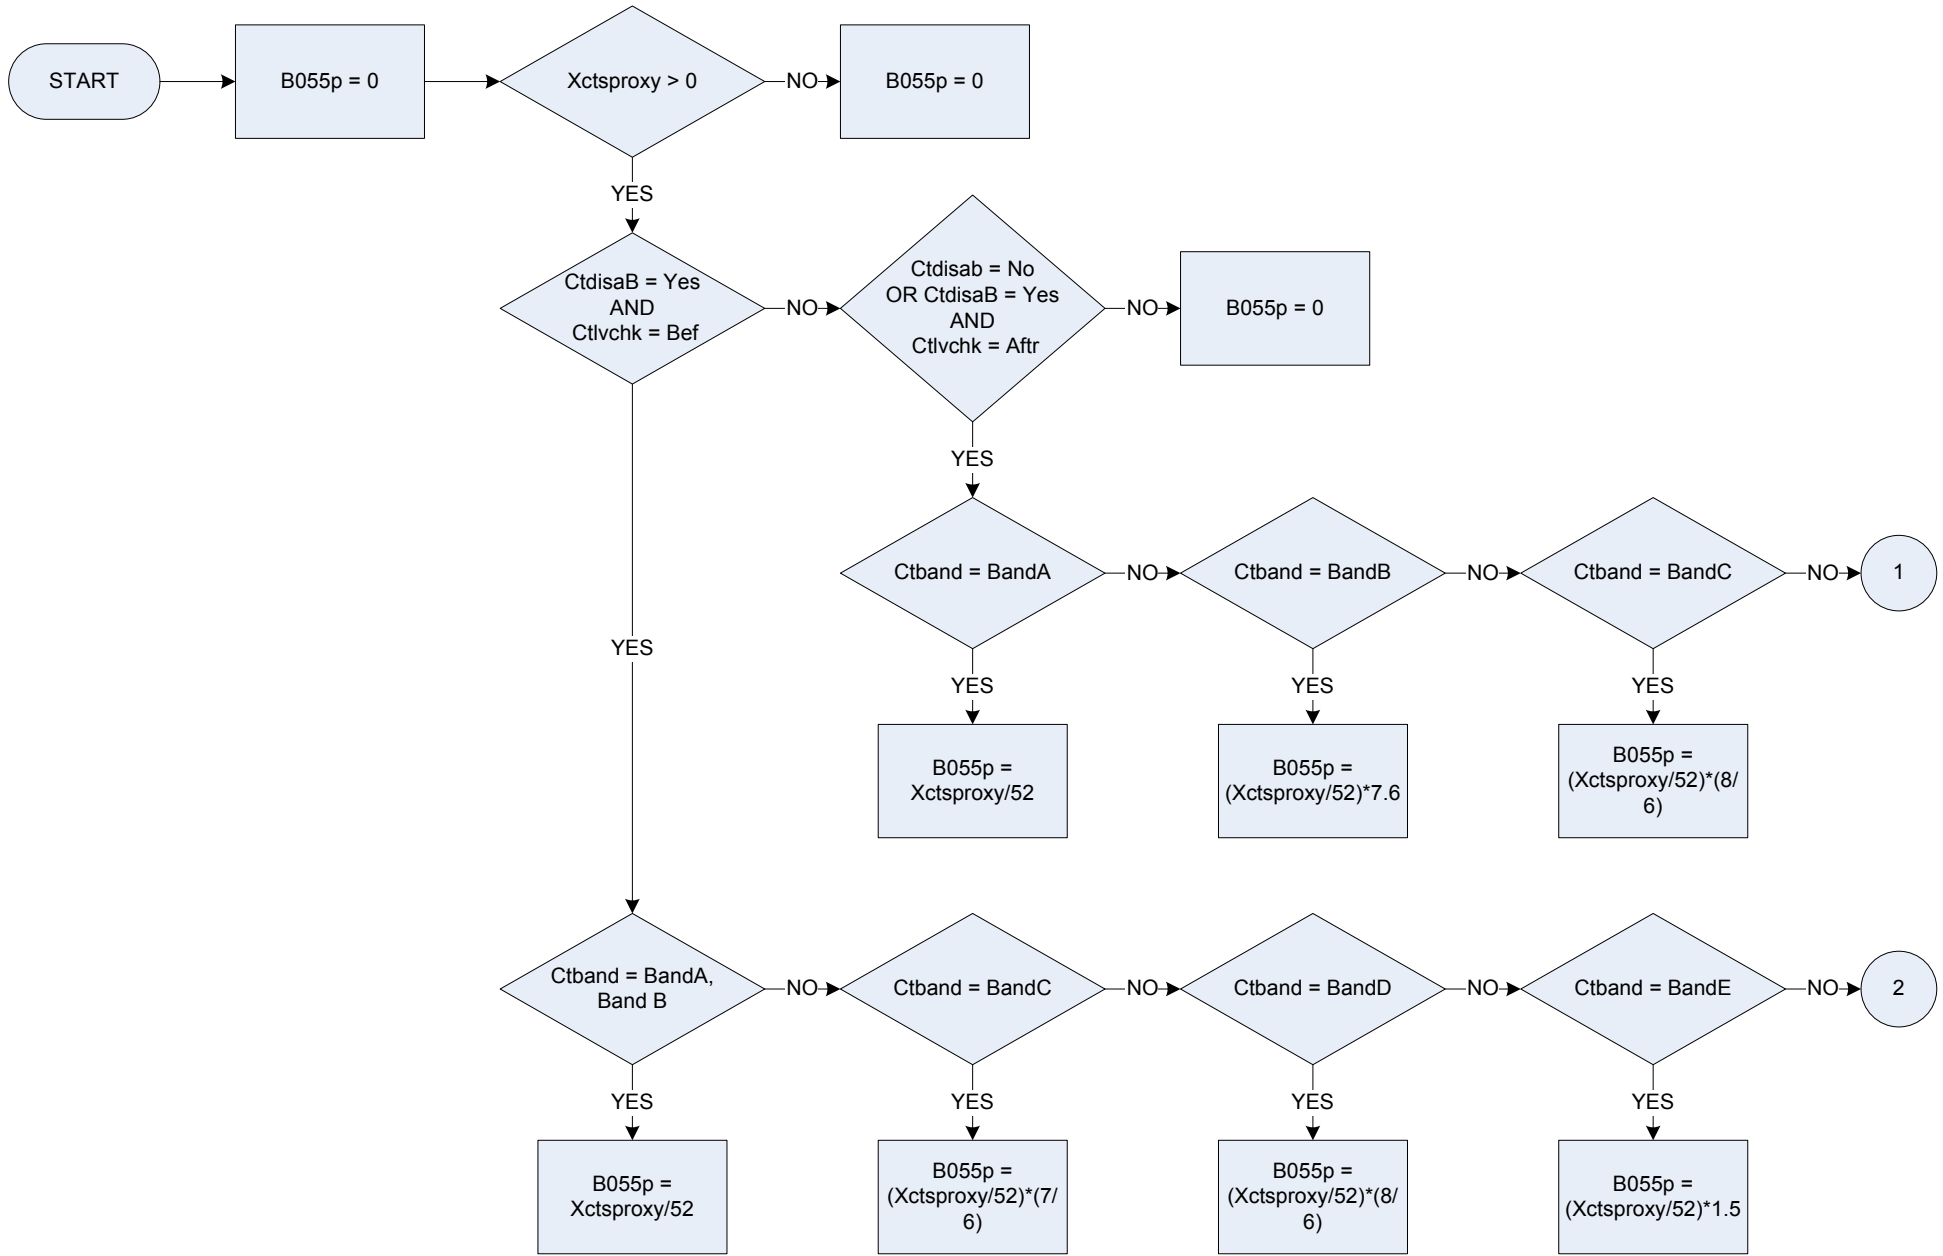 START
B055p = 0
Xctsproxy > 0
NO
B055p = 0
YES
CtdisaB = Yes
AND
Ctlvchk = Bef
NO
Ctdisab = No
OR CtdisaB = Yes
AND
Ctlvchk = Aftr
NO
B055p = 0
YES
Ctband = BandA
NO
Ctband = BandB
NO
Ctband = BandC
NO
1
YES
YES
YES
YES
B055p =
Xctsproxy/52
B055p =
(Xctsproxy/52)*7.6
B055p =
(Xctsproxy/52)*(8/
6)
Ctband = BandA,
Band B
NO
Ctband = BandC
NO
Ctband = BandD
NO
Ctband = BandE
NO
2
YES
YES
YES
YES
B055p =
Xctsproxy/52
B055p =
(Xctsproxy/52)*(7/
6)
B055p =
(Xctsproxy/52)*(8/
6)
B055p =
(Xctsproxy/52)*1.5